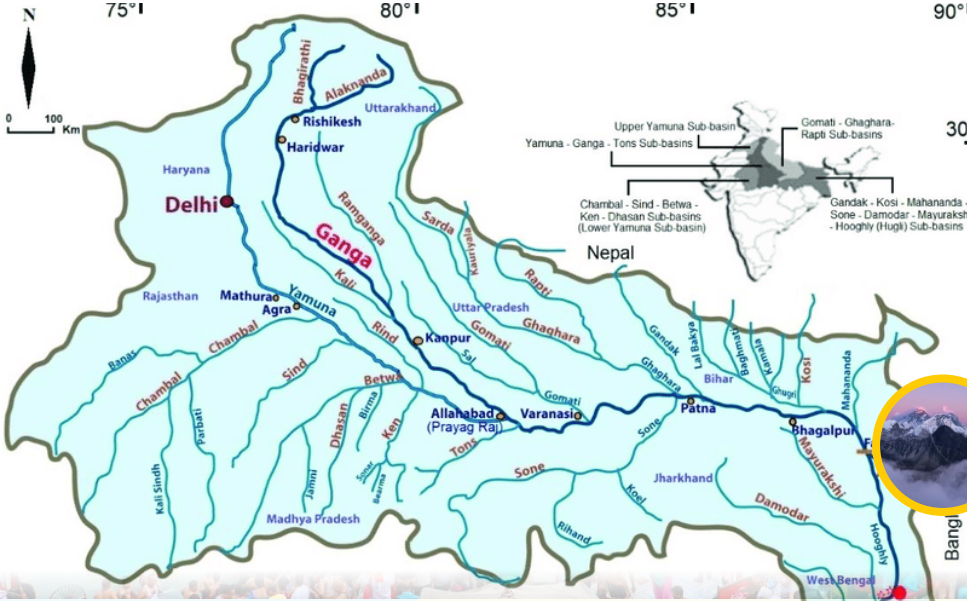 75°
80°
85°
90°
N
0 100
Km
30
Bhagirathi
Alaknanda
Uttarakhand
Rishikesh
Haridwar
Haryana
Delhi
Upper Yamuna Sub-basin
Yamuna - Ganga - Tons Sub-basins
Gomati - Ghaghara-
Rapti Sub-basins
Chambal - Sind - Betwa -
Ken - Dhasan Sub-basins
(Lower Yamuna Sub-basin)
Gandak - Kosi - Mahananda -
Sone - Damodar - Mayuraksh
- Hooghly (Hugli) Sub-basins
Nepal
Ramganga
Sarda
Kauriyala
Ganga
Kali
Rapti
Rajasthan
Mathura
Agra
Yamuna
Uttar Pradesh
Chambal
Rind
Kanpur
Gomati
Ghaghara
Sal
Gandak
Lal Bakya
Baghmati
Kamala
Kosi
Mahananda
Banas
Chambal
Sind
Betwa
Ghaghara
Bihar
Ghugri
Parbati
Dhasan
Birma
Ken
Allahabad
(Prayag Raj)
Varanasi
Gomati
Patna
Bhagalpur
Tons
Sone
Sone
Mayurakshi
Kali Sindh
Jamni
Sonar
Bearma
Koel
Jharkhand
Damodar
Madhya Pradesh
Rihand
Hooghly
West Bengal
Bangl